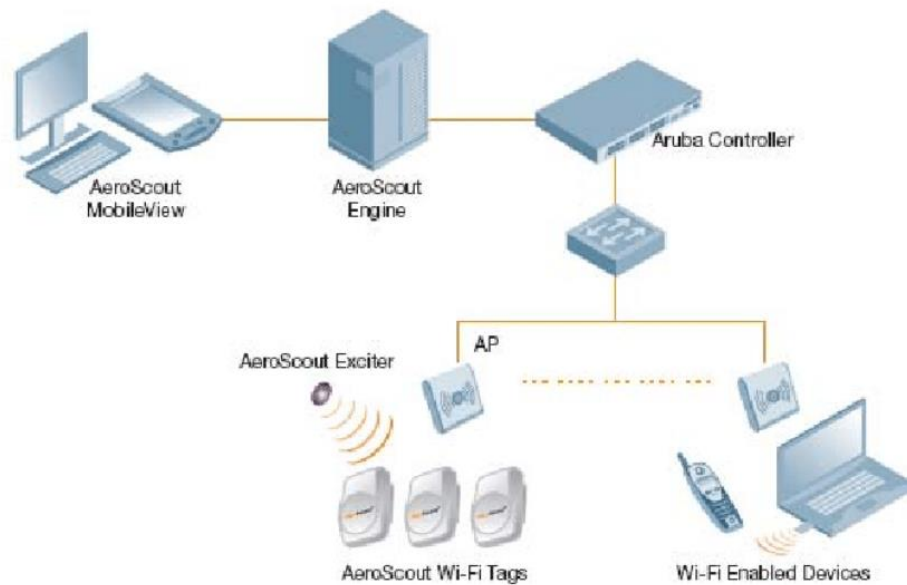 AeroScout
MobileView
AeroScout
Engine
Aruba Controller
AP
AeroScout Exciter
AeroScout Wi-Fi Tags
Wi-Fi Enabled Devices